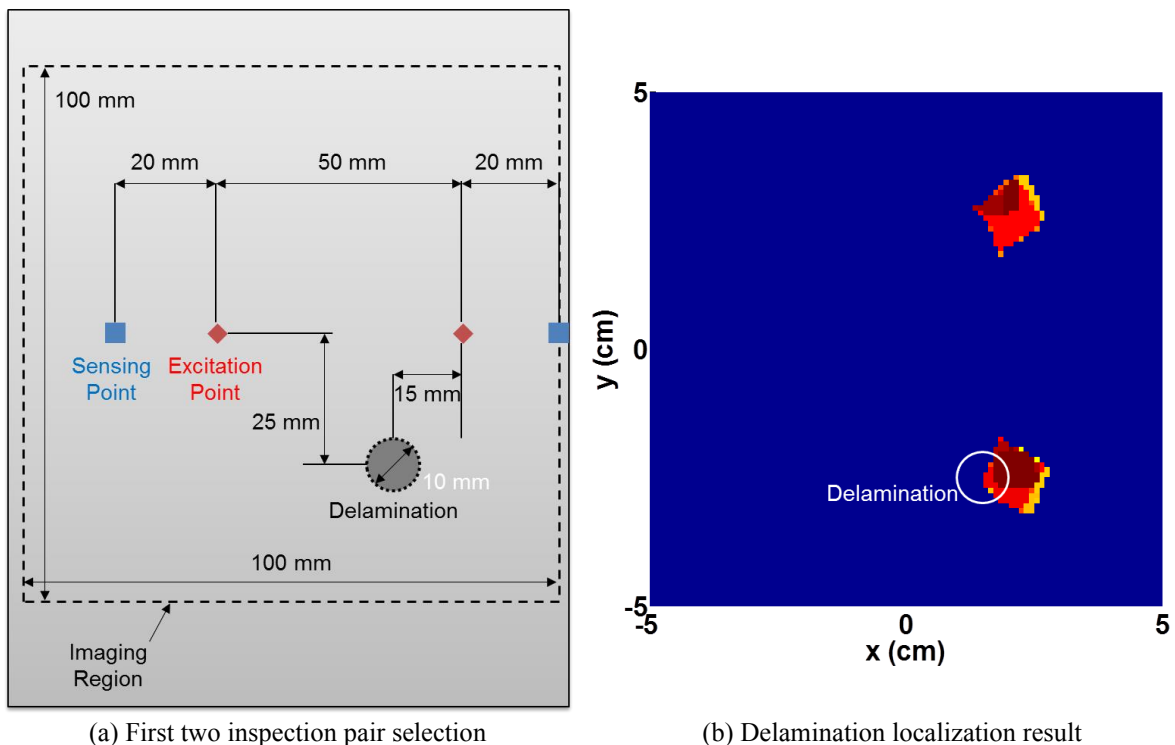 100 mm
20 mm
50 mm
20 mm
Sensing
Point
Excitation
Point
15 mm
25 mm
10 mm
Delamination
100 mm
Imaging
Region
(a) First two inspection pair selection
5
y (cm)
0
Delamination
-5
-5
0
5
x (cm)
(b) Delamination localization result